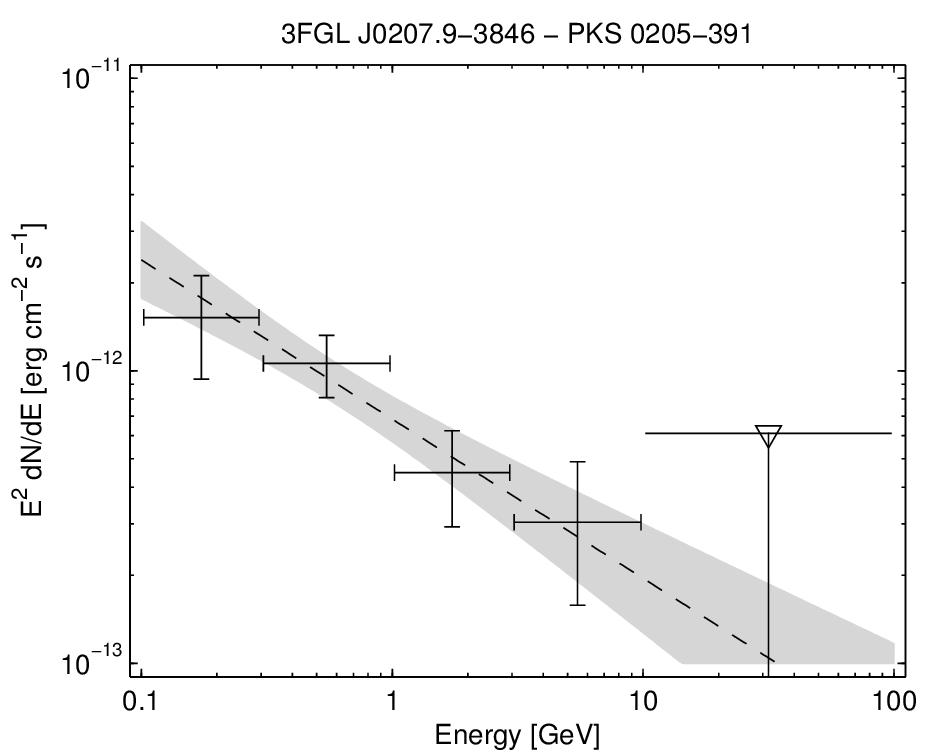 3FGL J0207.9−3846 − PKS 0205−391
E² dN/dE [erg cm⁻² s⁻¹]
10⁻¹¹
10⁻¹²
10⁻¹³
0.1 1 10 100
Energy [GeV]